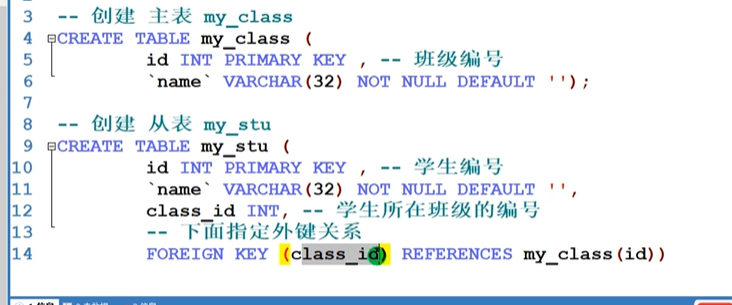 3 -- 创建 主表 my_class
4 CREATE TABLE my_class (
5 id INT PRIMARY KEY , -- 班级编号
6 `name` VARCHAR(32) NOT NULL DEFAULT '');
7
8 -- 创建 从表 my_stu
9 CREATE TABLE my_stu (
10 id INT PRIMARY KEY , -- 学生编号
11 `name` VARCHAR(32) NOT NULL DEFAULT '',
12 class_id INT, -- 学生所在班级的编号
13 -- 下面指定外键关系
14 FOREIGN KEY (class_id) REFERENCES my_class(id))